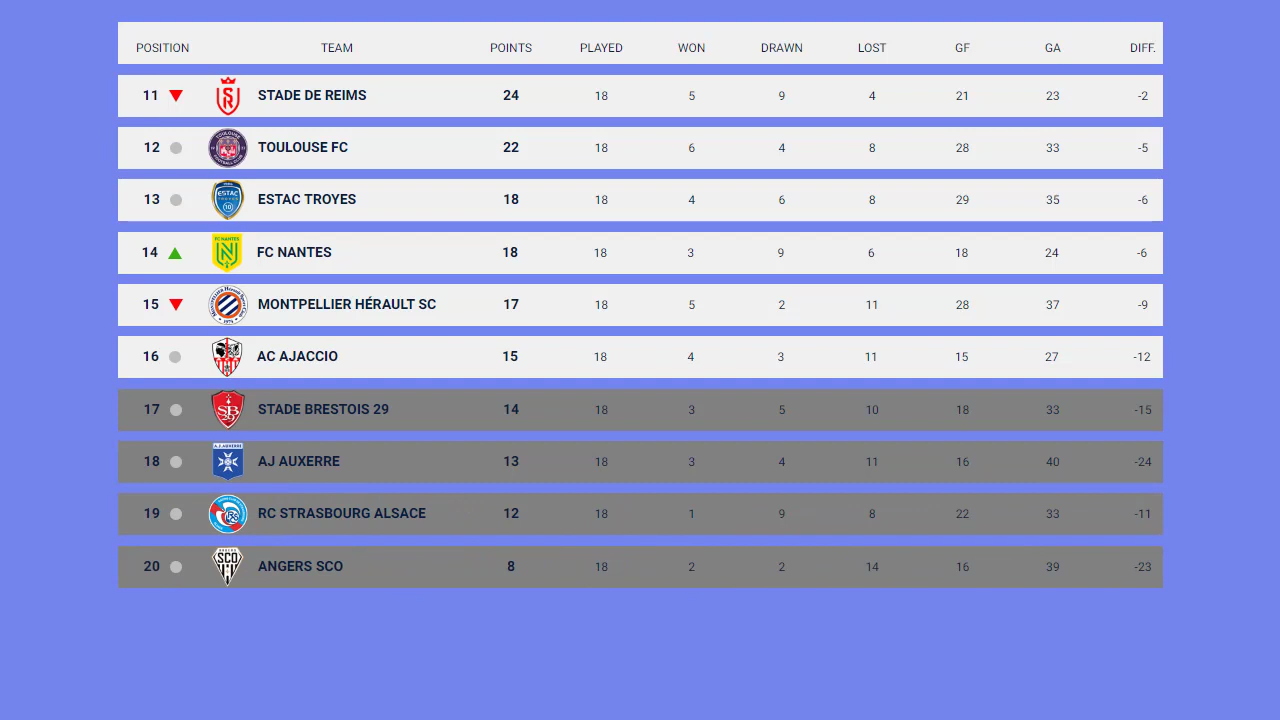 POSITION TEAM POINTS PLAYED WON DRAWN LOST GF GA DIFF.
11 STADE DE REIMS 24 18 5 9 4 21 23 -2
12 TOULOUSE FC 22 18 6 4 8 28 33 -5
13 ESTAC TROYES 18 18 4 6 8 29 35 -6
14 FC NANTES 18 18 3 9 6 18 24 -6
15 MONTPELLIER HÉRAULT SC 17 18 5 2 11 28 37 -9
16 AC AJACCIO 15 18 4 3 11 15 27 -12
17 STADE BRESTOIS 29 14 18 3 5 10 18 33 -15
18 AJ AUXERRE 13 18 3 4 11 16 40 -24
19 RC STRASBOURG ALSACE 12 18 1 9 8 22 33 -11
20 ANGERS SCO 8 18 2 2 14 16 39 -23